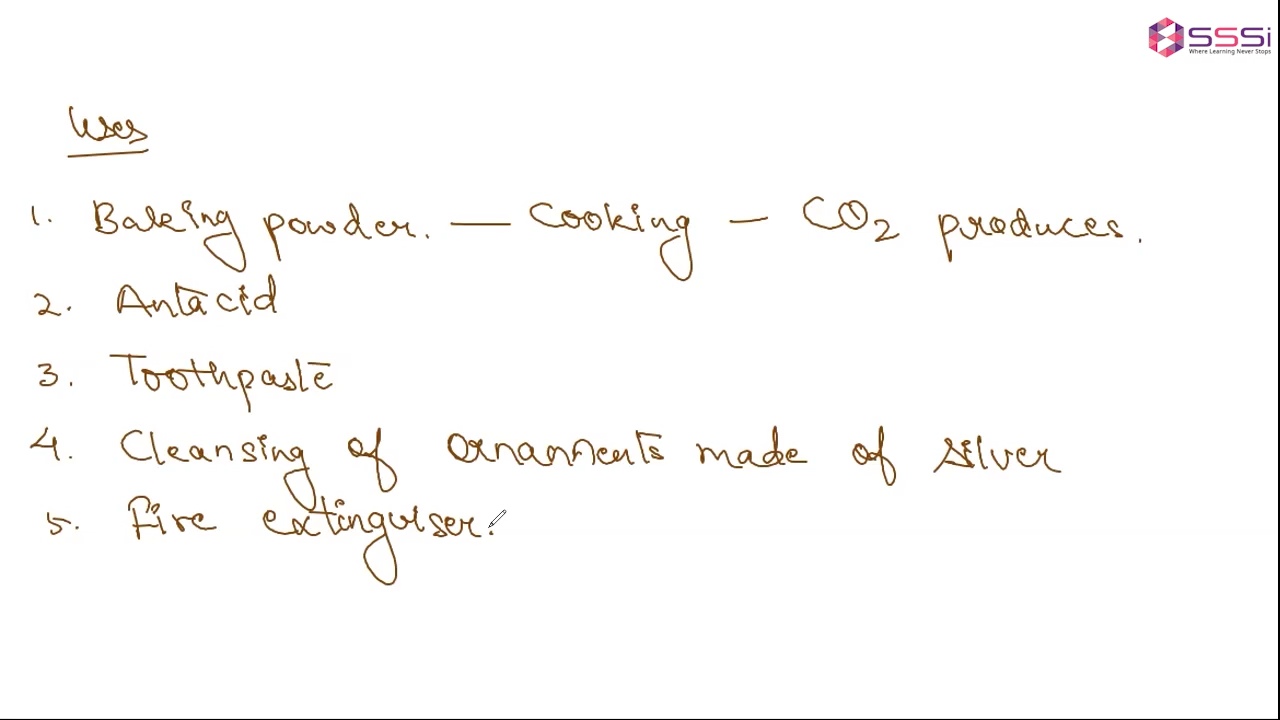 SSSi
Where Learning Never Stops
Uses
1. Baking powder. — Cooking — CO2 produces.
2. Antacid
3. Toothpaste
4. Cleansing of ornaments made of silver
5. Fire extinguiser.